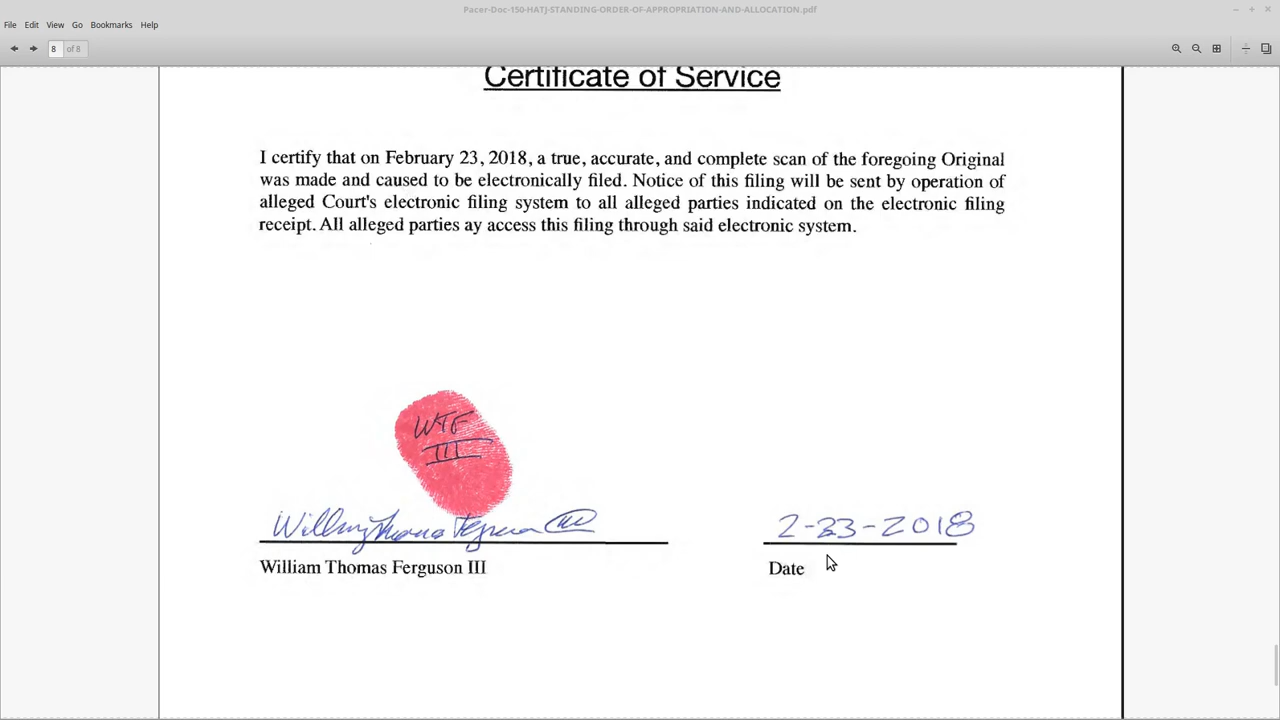 Pacer-Doc-150-HATJ-STANDING-ORDER-OF-APPROPRIATION-AND-ALLOCATION.pdf
File Edit View Go Bookmarks Help
8 of 8
Certificate of Service
I certify that on February 23, 2018, a true, accurate, and complete scan of the foregoing Original
was made and caused to be electronically filed. Notice of this filing will be sent by operation of
alleged Court's electronic filing system to all alleged parties indicated on the electronic filing
receipt. All alleged parties ay access this filing through said electronic system.
WTF
III
William Thomas Ferguson III
2-23-2018
William Thomas Ferguson III
Date